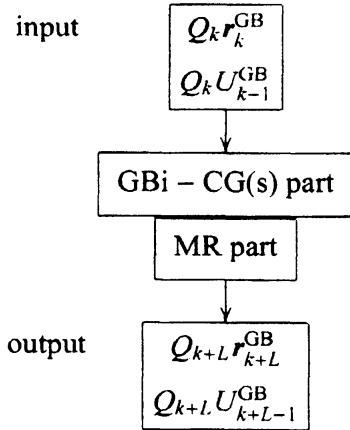 input
Q_k r_k^GB
Q_k U_{k-1}^GB
GBi – CG(s) part
MR part
output
Q_{k+L} r_{k+L}^GB
Q_{k+L} U_{k+L-1}^GB